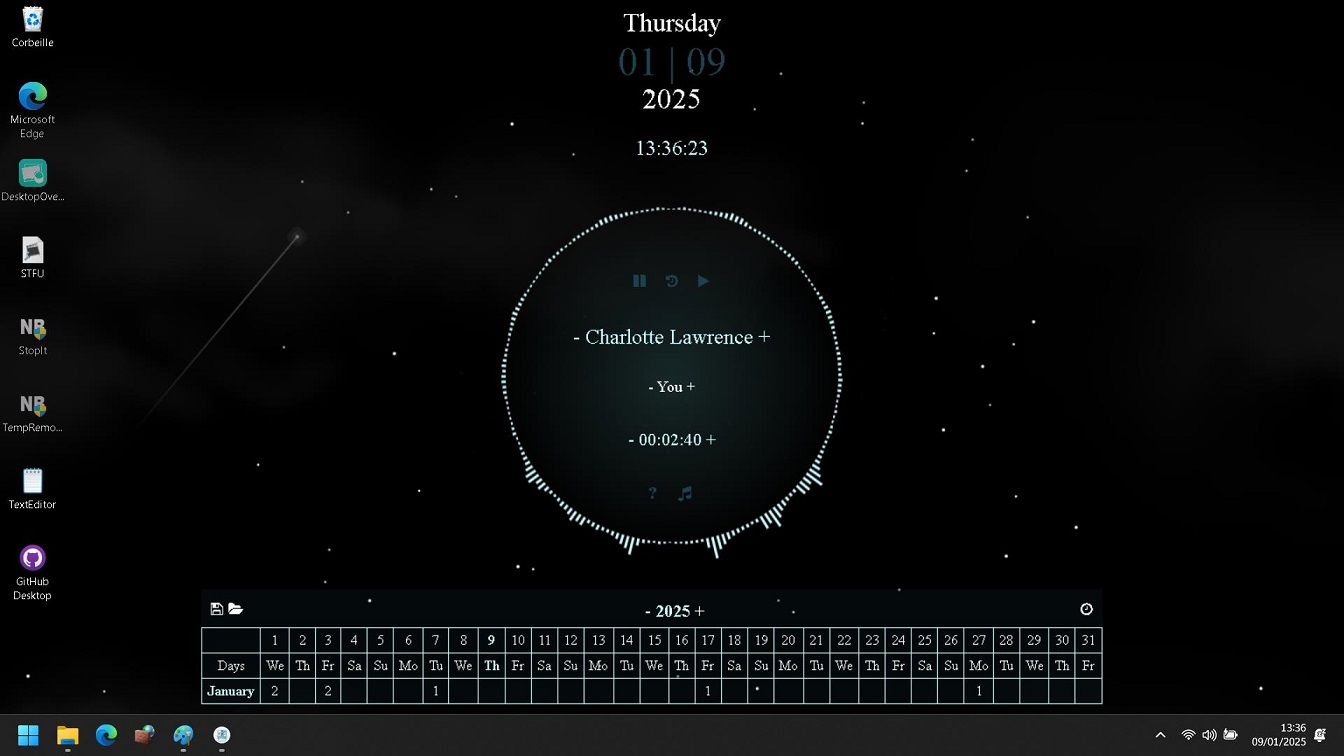 Corbeille
Microsoft
Edge
DesktopOve...
STFU
NB
StopIt
NB
TempRemo...
TextEditor
GitHub
Desktop
Thursday
01 | 09
2025
13:36:23
- Charlotte Lawrence +
- You +
- 00:02:40 +
?
- 2025 +
1 2 3 4 5 6 7 8 9 10 11 12 13 14 15 16 17 18 19 20 21 22 23 24 25 26 27 28 29 30 31
Days We Th Fr Sa Su Mo Tu We Th Fr Sa Su Mo Tu We Th Fr Sa Su Mo Tu We Th Fr Sa Su Mo Tu We Th Fr
January 2 2 1 1 1
13:36
09/01/2025